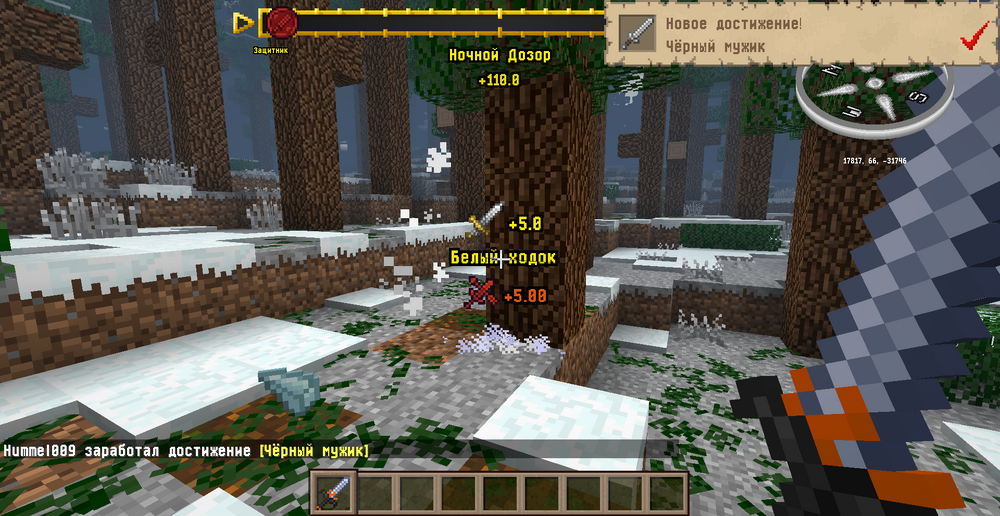 Новое достижение!
Чёрный мужик
Защитник
Ночной Дозор
+110.0
17817, 66, -31746
+5.0
Белый ходок
+5.00
Hummel009 заработал достижение [Чёрный мужик]